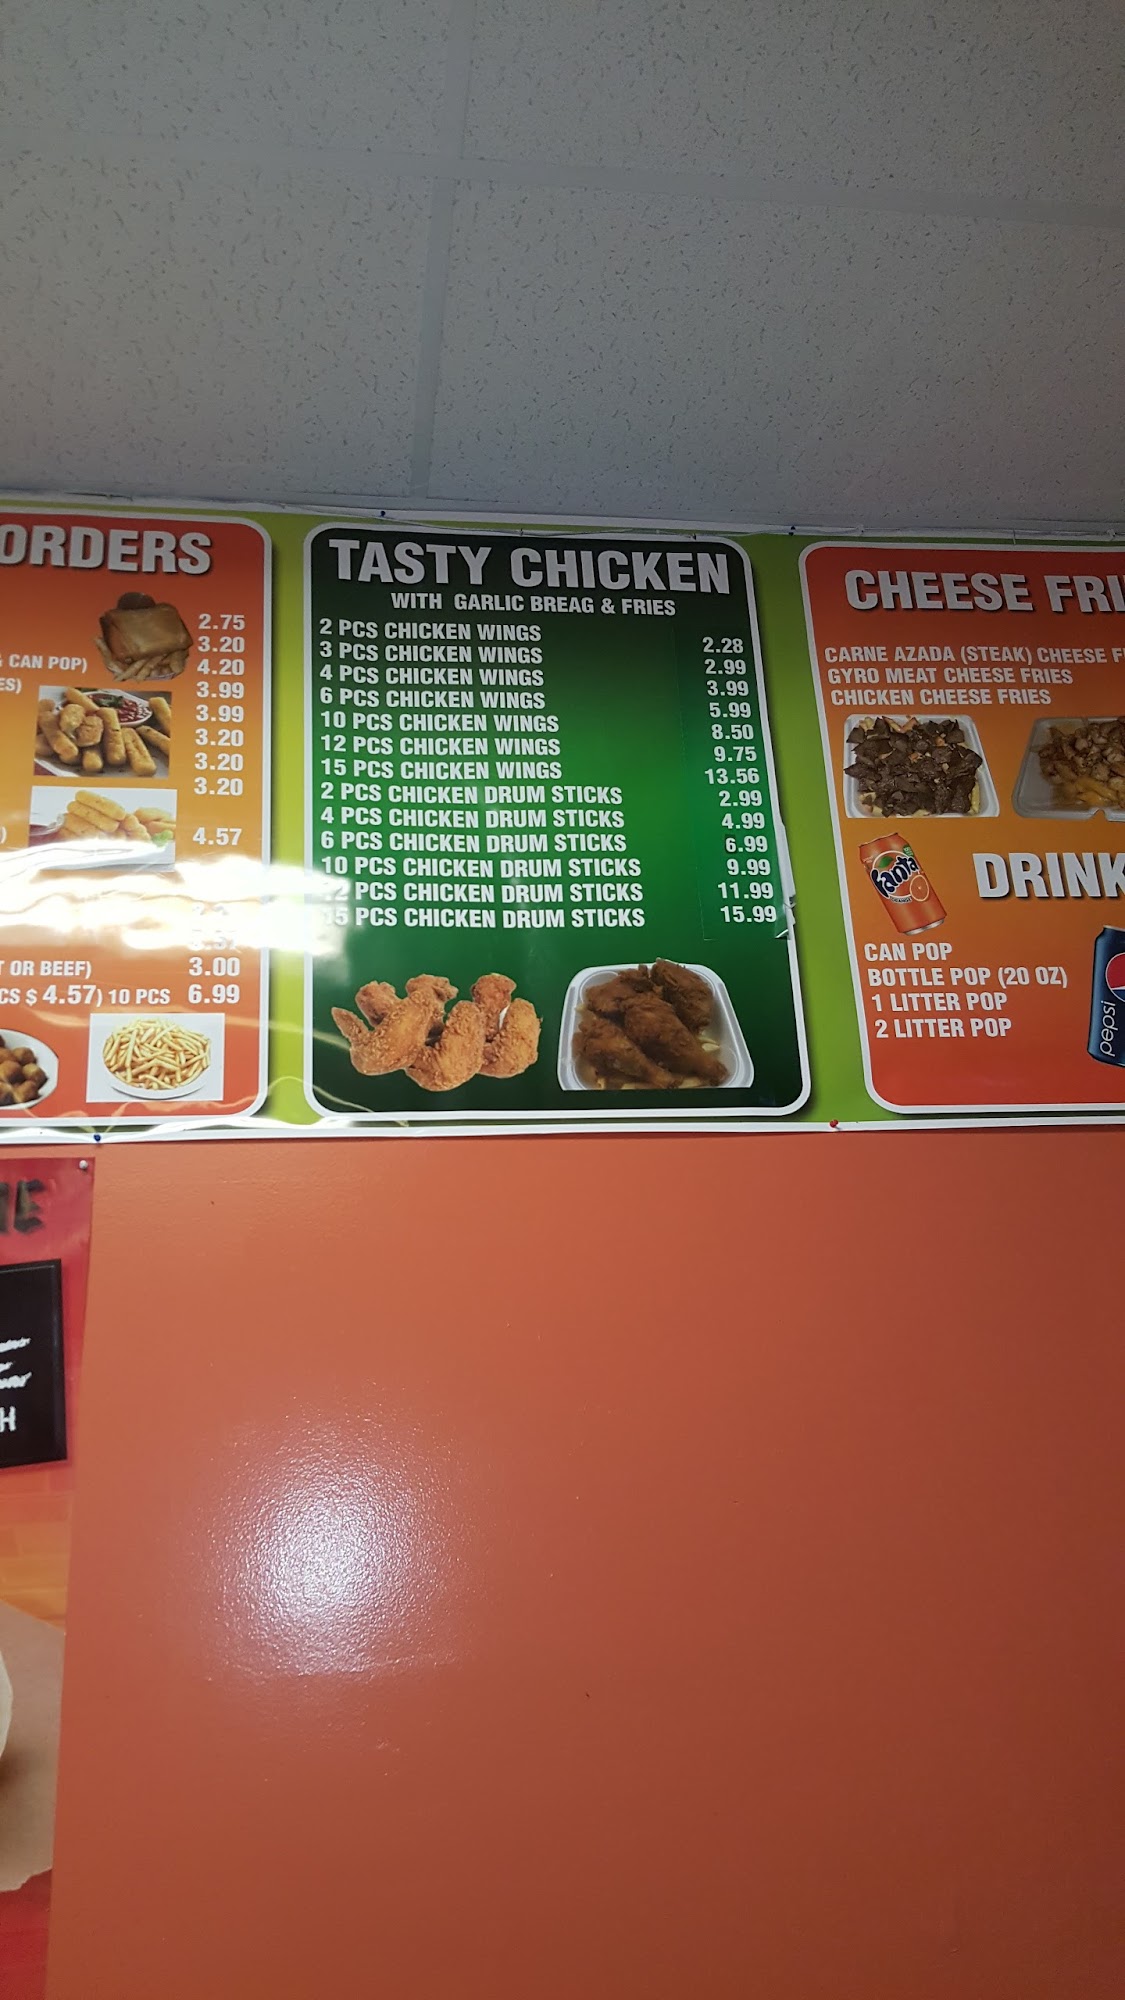 ORDERS
2.75
3.20
& CAN POP) 4.20
3.99
3.99
3.20
3.20
3.20
4.57
T OR BEEF) 3.00
CS $ 4.57) 10 PCS 6.99
TASTY CHICKEN
WITH GARLIC BREAG & FRIES
2 PCS CHICKEN WINGS 2.28
3 PCS CHICKEN WINGS 2.99
4 PCS CHICKEN WINGS 3.99
6 PCS CHICKEN WINGS 5.99
10 PCS CHICKEN WINGS 8.50
12 PCS CHICKEN WINGS 9.75
15 PCS CHICKEN WINGS 13.56
2 PCS CHICKEN DRUM STICKS 2.99
4 PCS CHICKEN DRUM STICKS 4.99
6 PCS CHICKEN DRUM STICKS 6.99
10 PCS CHICKEN DRUM STICKS 9.99
12 PCS CHICKEN DRUM STICKS 11.99
15 PCS CHICKEN DRUM STICKS 15.99
CHEESE FRI
CARNE AZADA (STEAK) CHEESE F
GYRO MEAT CHEESE FRIES
CHICKEN CHEESE FRIES
Fanta
DRINK
CAN POP
BOTTLE POP (20 OZ)
1 LITTER POP
2 LITTER POP
pepsi